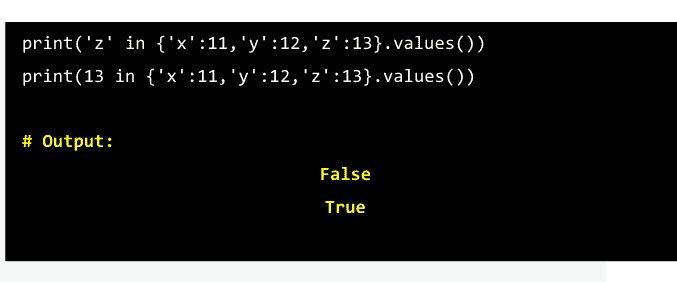 print('z' in {'x':11,'y':12,'z':13}.values())
print(13 in {'x':11,'y':12,'z':13}.values())
# Output:
False
True